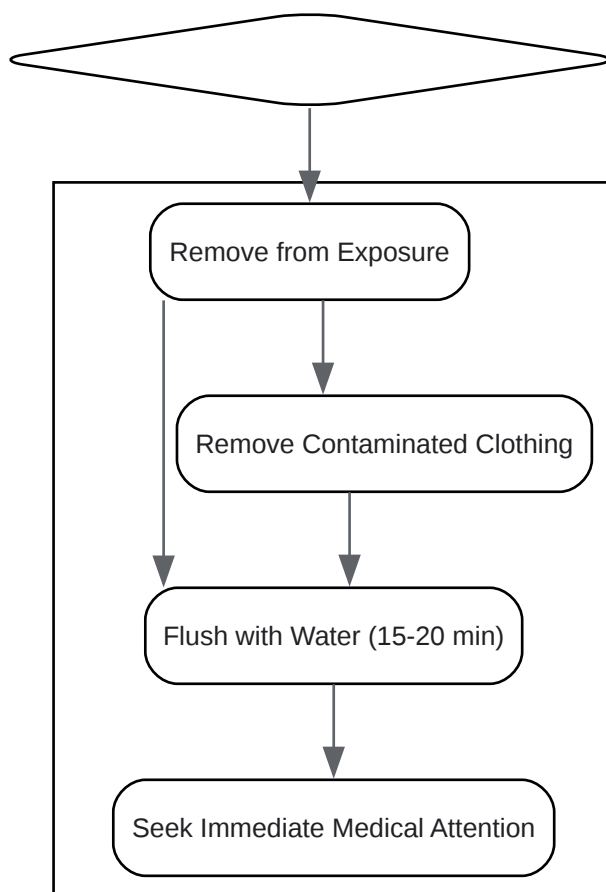 Remove from Exposure
Remove Contaminated Clothing
Flush with Water (15-20 min)
Seek Immediate Medical Attention